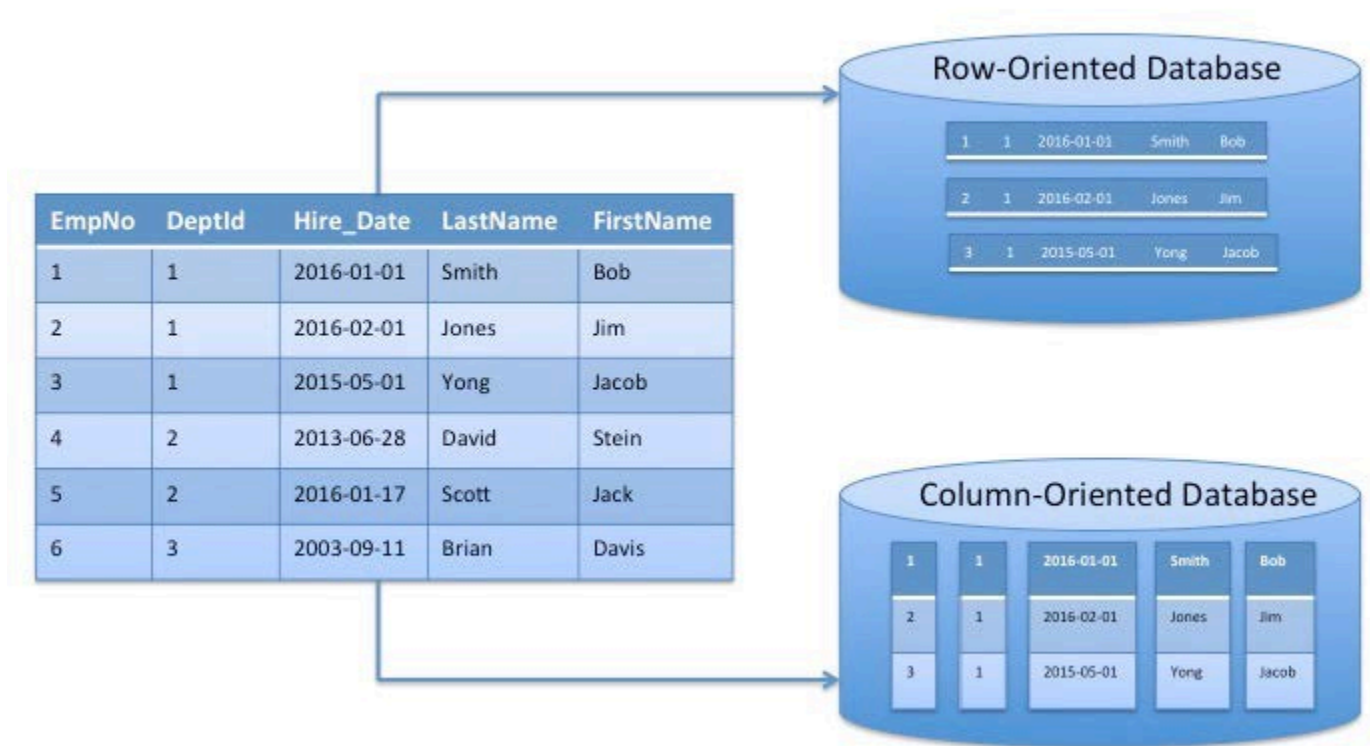 Row-Oriented Database
1 1 2016-01-01 Smith Bob
2 1 2016-02-01 Jones Jim
3 1 2015-05-01 Yong Jacob
EmpNo DeptId Hire_Date LastName FirstName
1 1 2016-01-01 Smith Bob
2 1 2016-02-01 Jones Jim
3 1 2015-05-01 Yong Jacob
4 2 2013-06-28 David Stein
5 2 2016-01-17 Scott Jack
6 3 2003-09-11 Brian Davis
Column-Oriented Database
1 1 2016-01-01 Smith Bob
2 1 2016-02-01 Jones Jim
3 1 2015-05-01 Yong Jacob